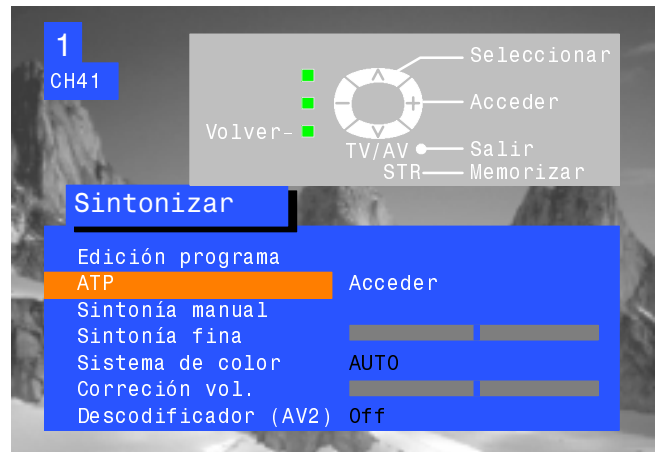 1
CH41
Seleccionar
Acceder
Volver
TV/AV Salir
STR Memorizar
Sintonizar
Edición programa
ATP Acceder
Sintonía manual
Sintonía fina
Sistema de color AUTO
Correción vol.
Descodificador (AV2) Off